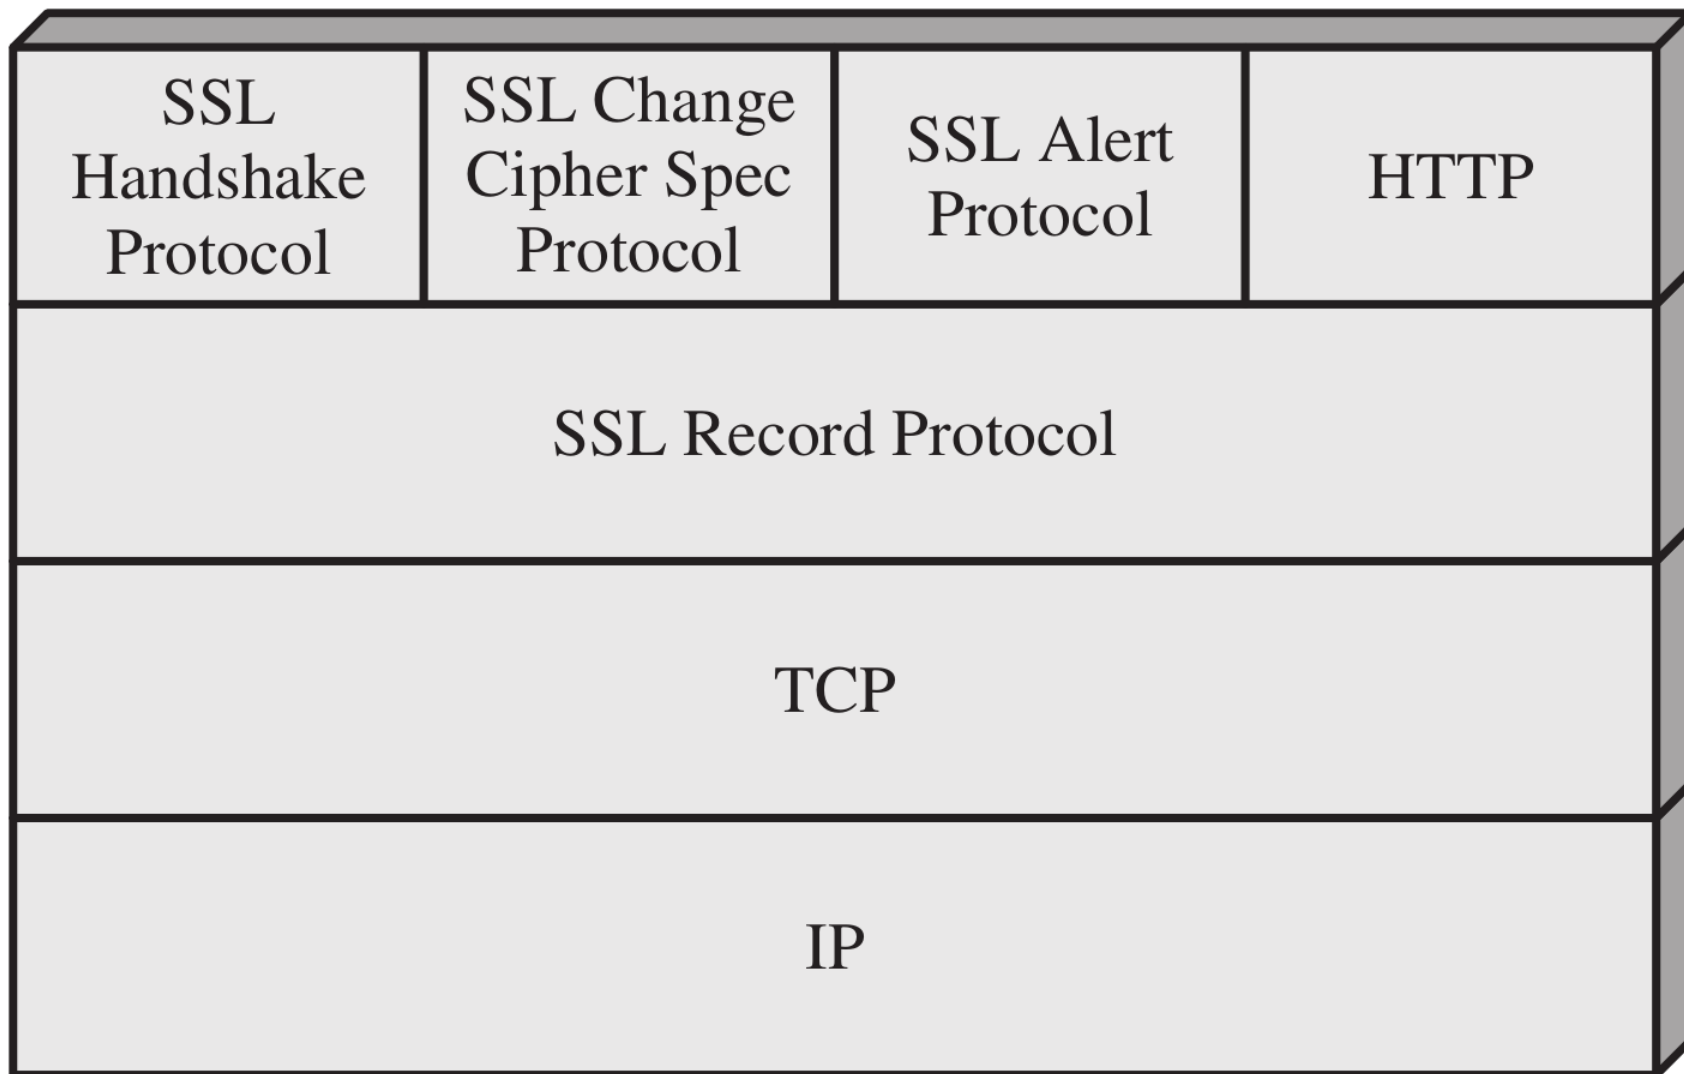 SSL
Handshake
Protocol
SSL Change
Cipher Spec
Protocol
SSL Alert
Protocol
HTTP
SSL Record Protocol
TCP
IP